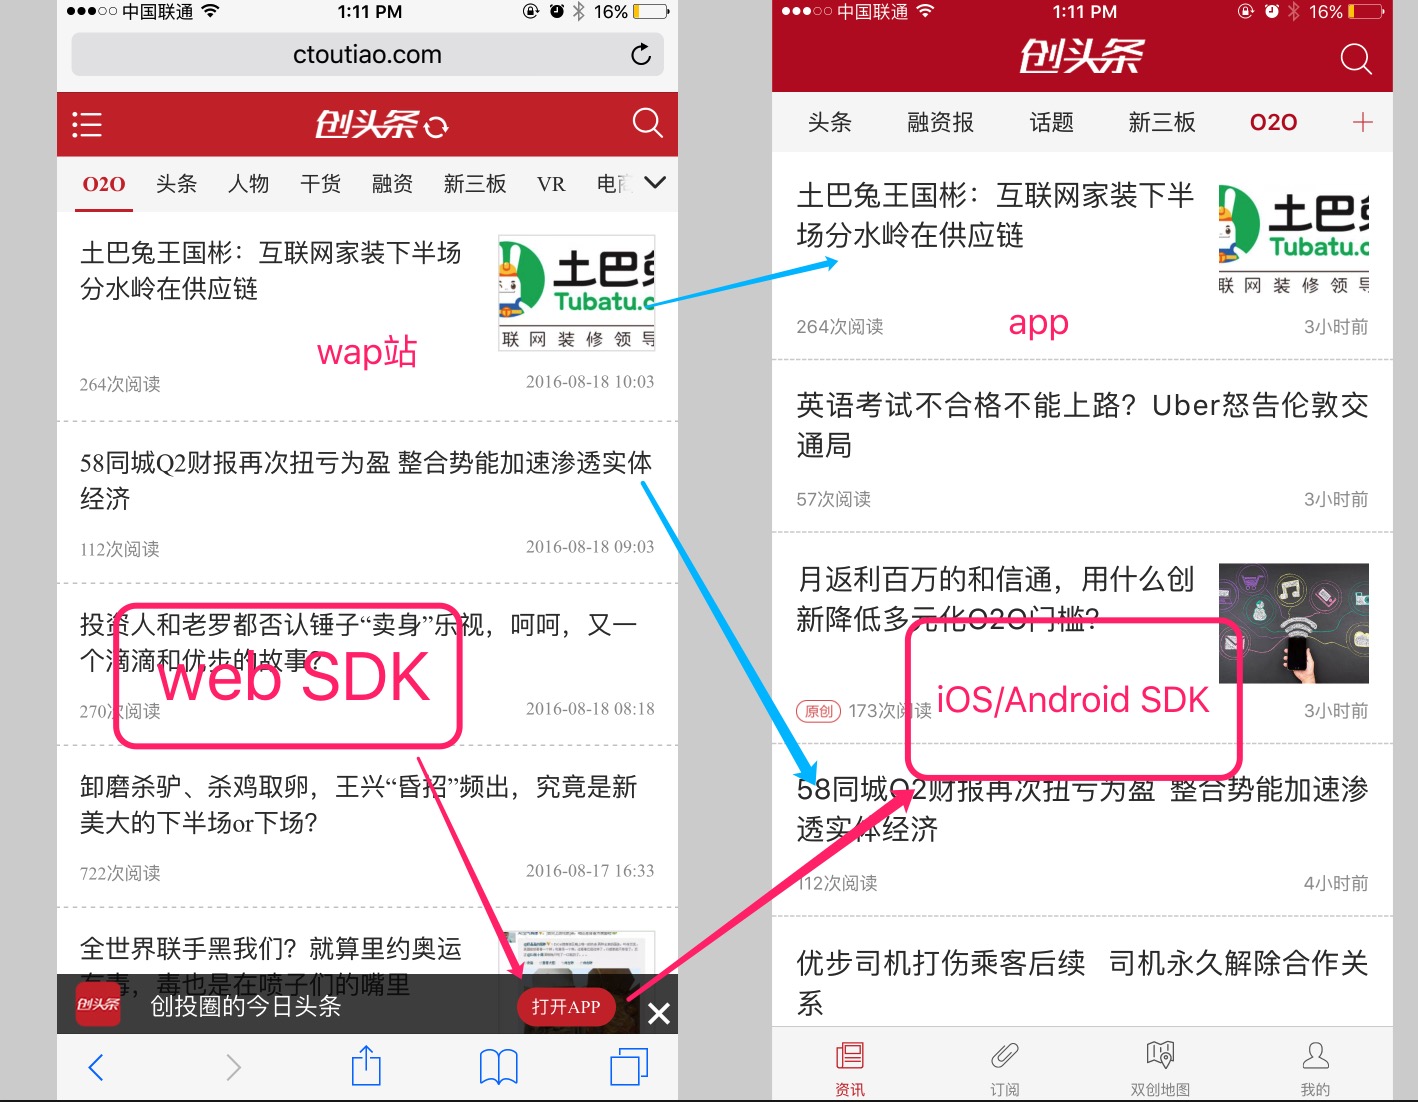 中国联通
1:11 PM
16%
ctoutiao.com
创头条
O2O 头条 人物 干货 融资 新三板 VR 电商
土巴兔王国彬：互联网家装下半场
分水岭在供应链
土巴兔
Tubatu.c
联网装修领导
wap站
264次阅读
2016-08-18 10:03
58同城Q2财报再次扭亏为盈 整合势能加速渗透实体
经济
112次阅读
2016-08-18 09:03
投资人和老罗都否认锤子“卖身”乐视，呵呵，又一
个滴滴和优步的故事？
web SDK
270次阅读
2016-08-18 08:18
卸磨杀驴、杀鸡取卵，王兴“昏招”频出，究竟是新
美大的下半场or下场？
722次阅读
2016-08-17 16:33
全世界联手黑我们？就算里约奥运
有毒，毒也是在喷子们的嘴里
创头条
创投圈的今日头条
打开APP
中国联通
1:11 PM
16%
创头条
头条 融资报 话题 新三板 O2O
土巴兔王国彬：互联网家装下半
场分水岭在供应链
土巴兔
Tubatu.c
联网装修领导
app
264次阅读
3小时前
英语考试不合格不能上路？Uber怒告伦敦交
通局
57次阅读
3小时前
月返利百万的和信通，用什么创
新降低多元化O2O门槛？
iOS/Android SDK
原创
173次阅读
3小时前
58同城Q2财报再次扭亏为盈 整合势能加速渗
透实体经济
112次阅读
4小时前
优步司机打伤乘客后续 司机永久解除合作关
系
资讯
订阅
双创地图
我的